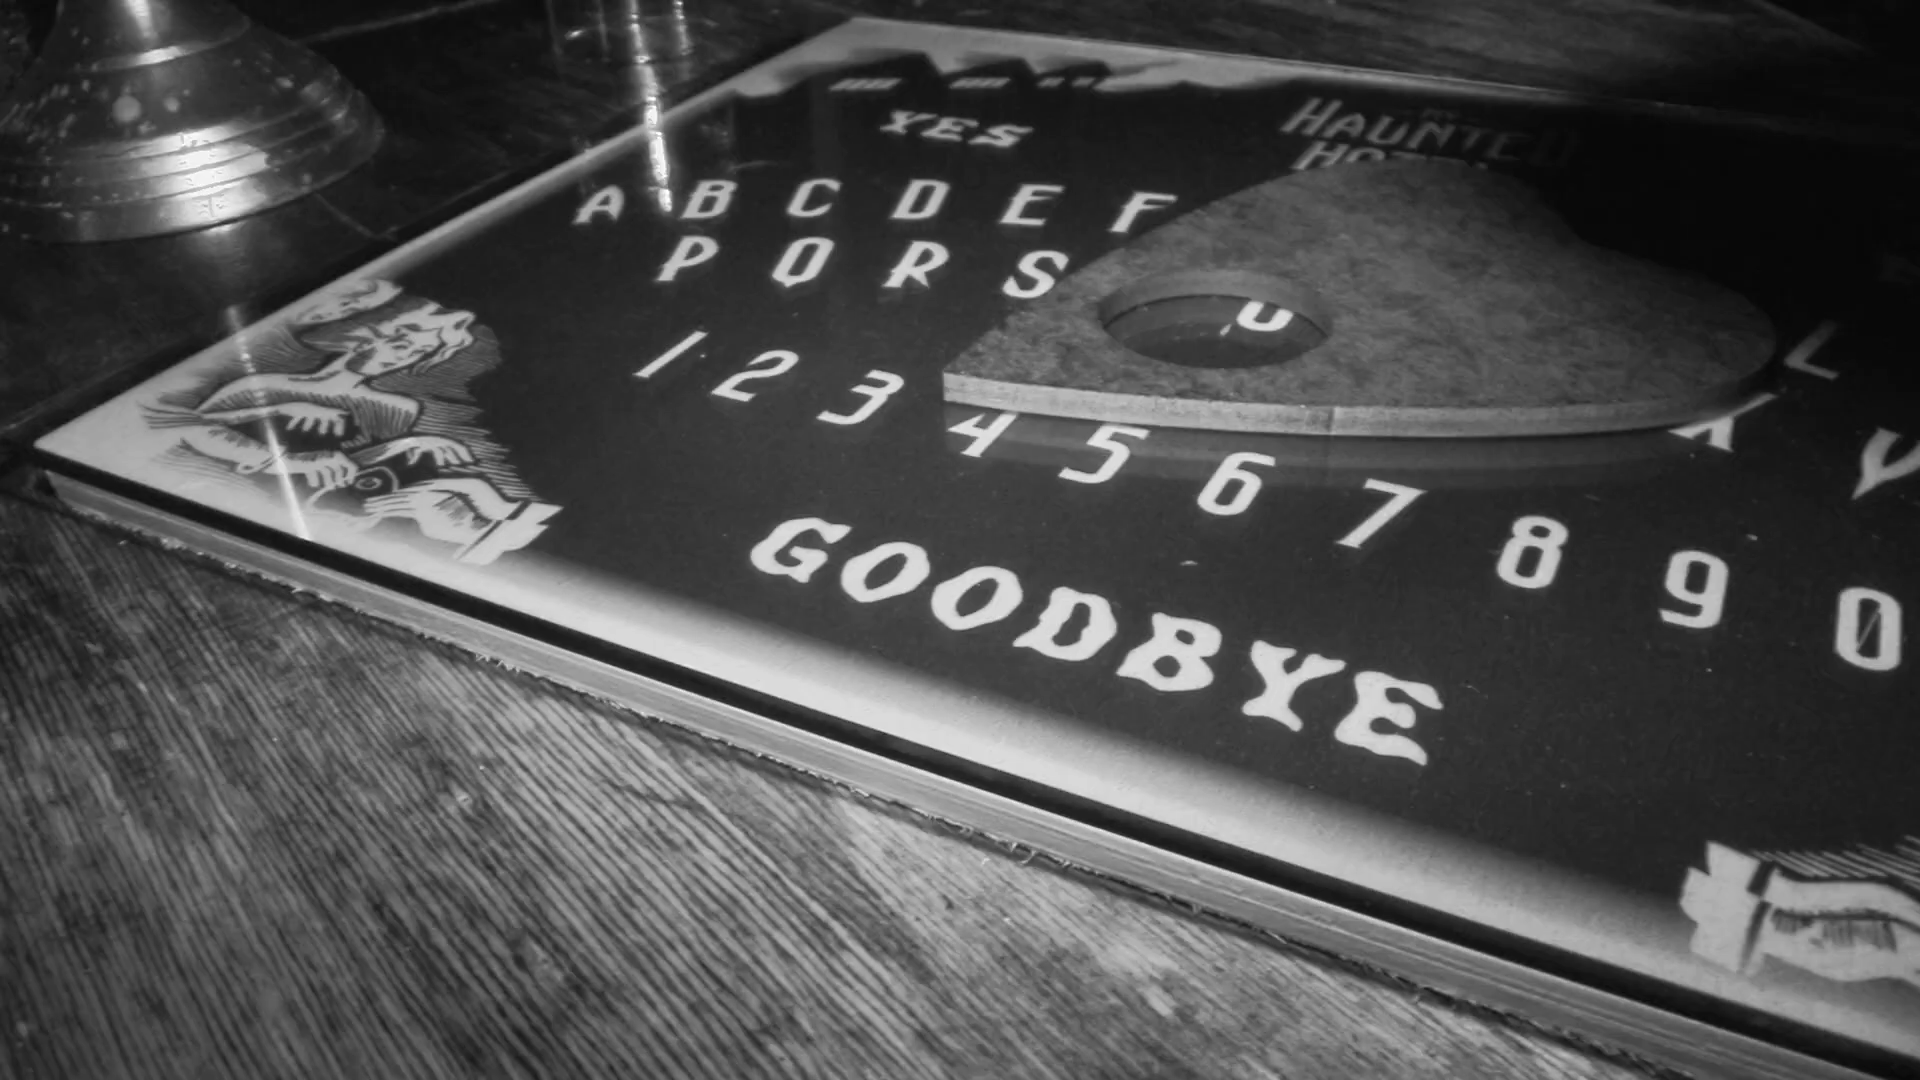 YES
HAUNTED
A B C D E F L
P Q R S U X Y
1 2 3 4 5 6 7 8 9 0
GOODBYE